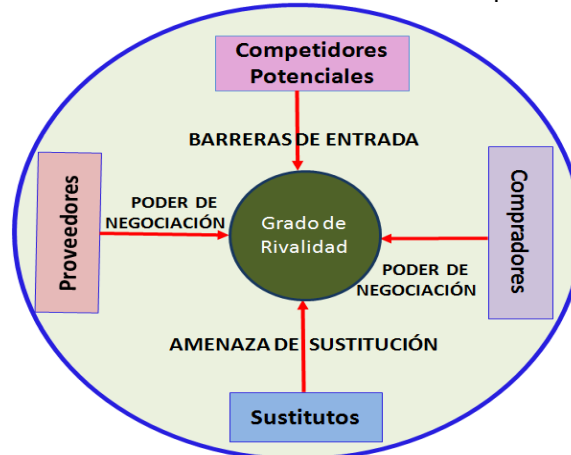 Competidores
Potenciales
BARRERAS DE ENTRADA
Proveedores
PODER DE
NEGOCIACIÓN
Grado de
Rivalidad
PODER DE
NEGOCIACIÓN
Compradores
AMENAZA DE SUSTITUCIÓN
Sustitutos